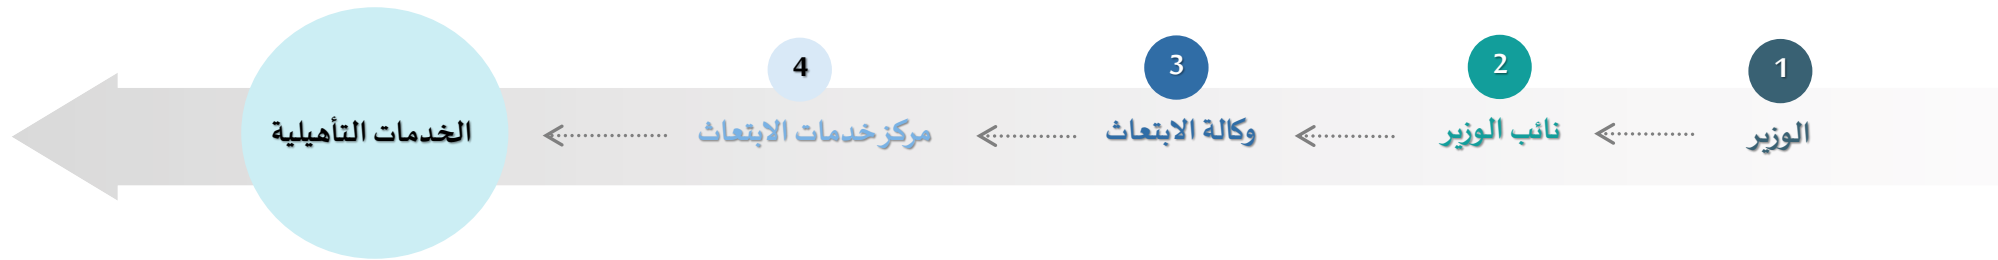 1
الوزير
2
نائب الوزير
3
وكالة الابتعاث
4
مركز خدمات الابتعاث
الخدمات التأهيلية